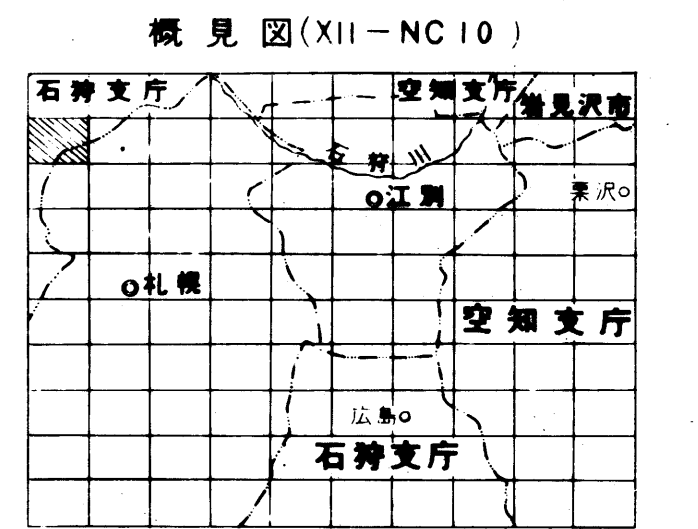 概見図(XII-NC10)
石狩支庁
空知支庁
岩見沢市
石狩川
江別
栗沢
札幌
空知支庁
広島
石狩支庁